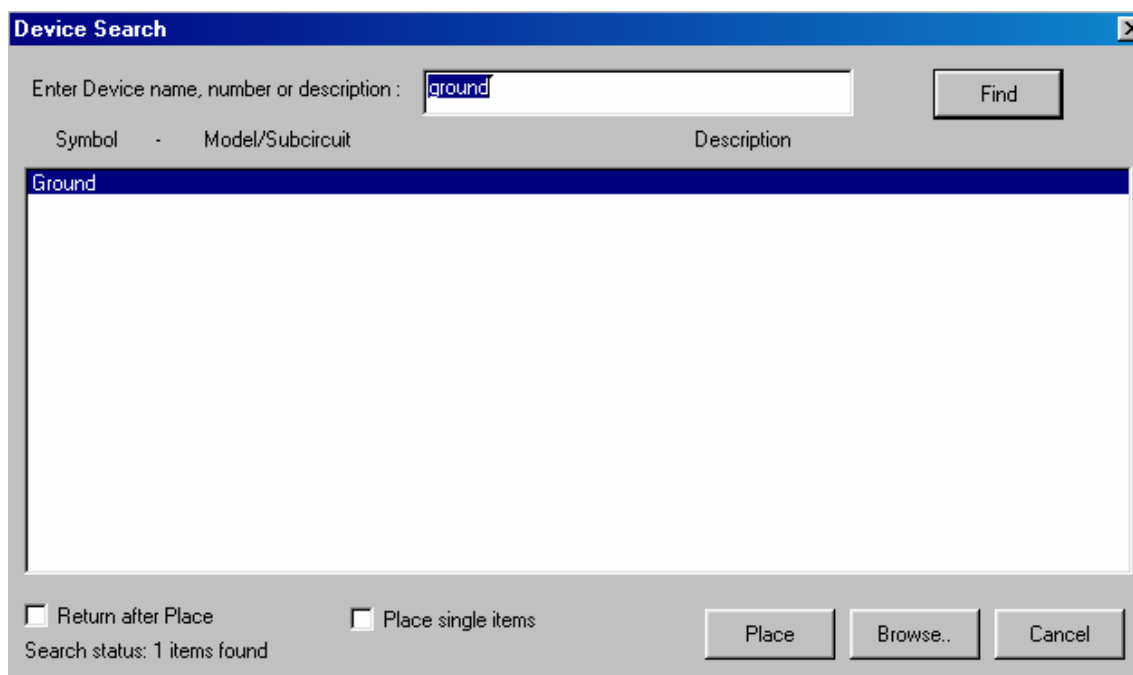 Device Search
Enter Device name, number or description : ground Find
Symbol - Model/Subcircuit Description
Ground
Return after Place Place single items Place Browse.. Cancel
Search status: 1 items found